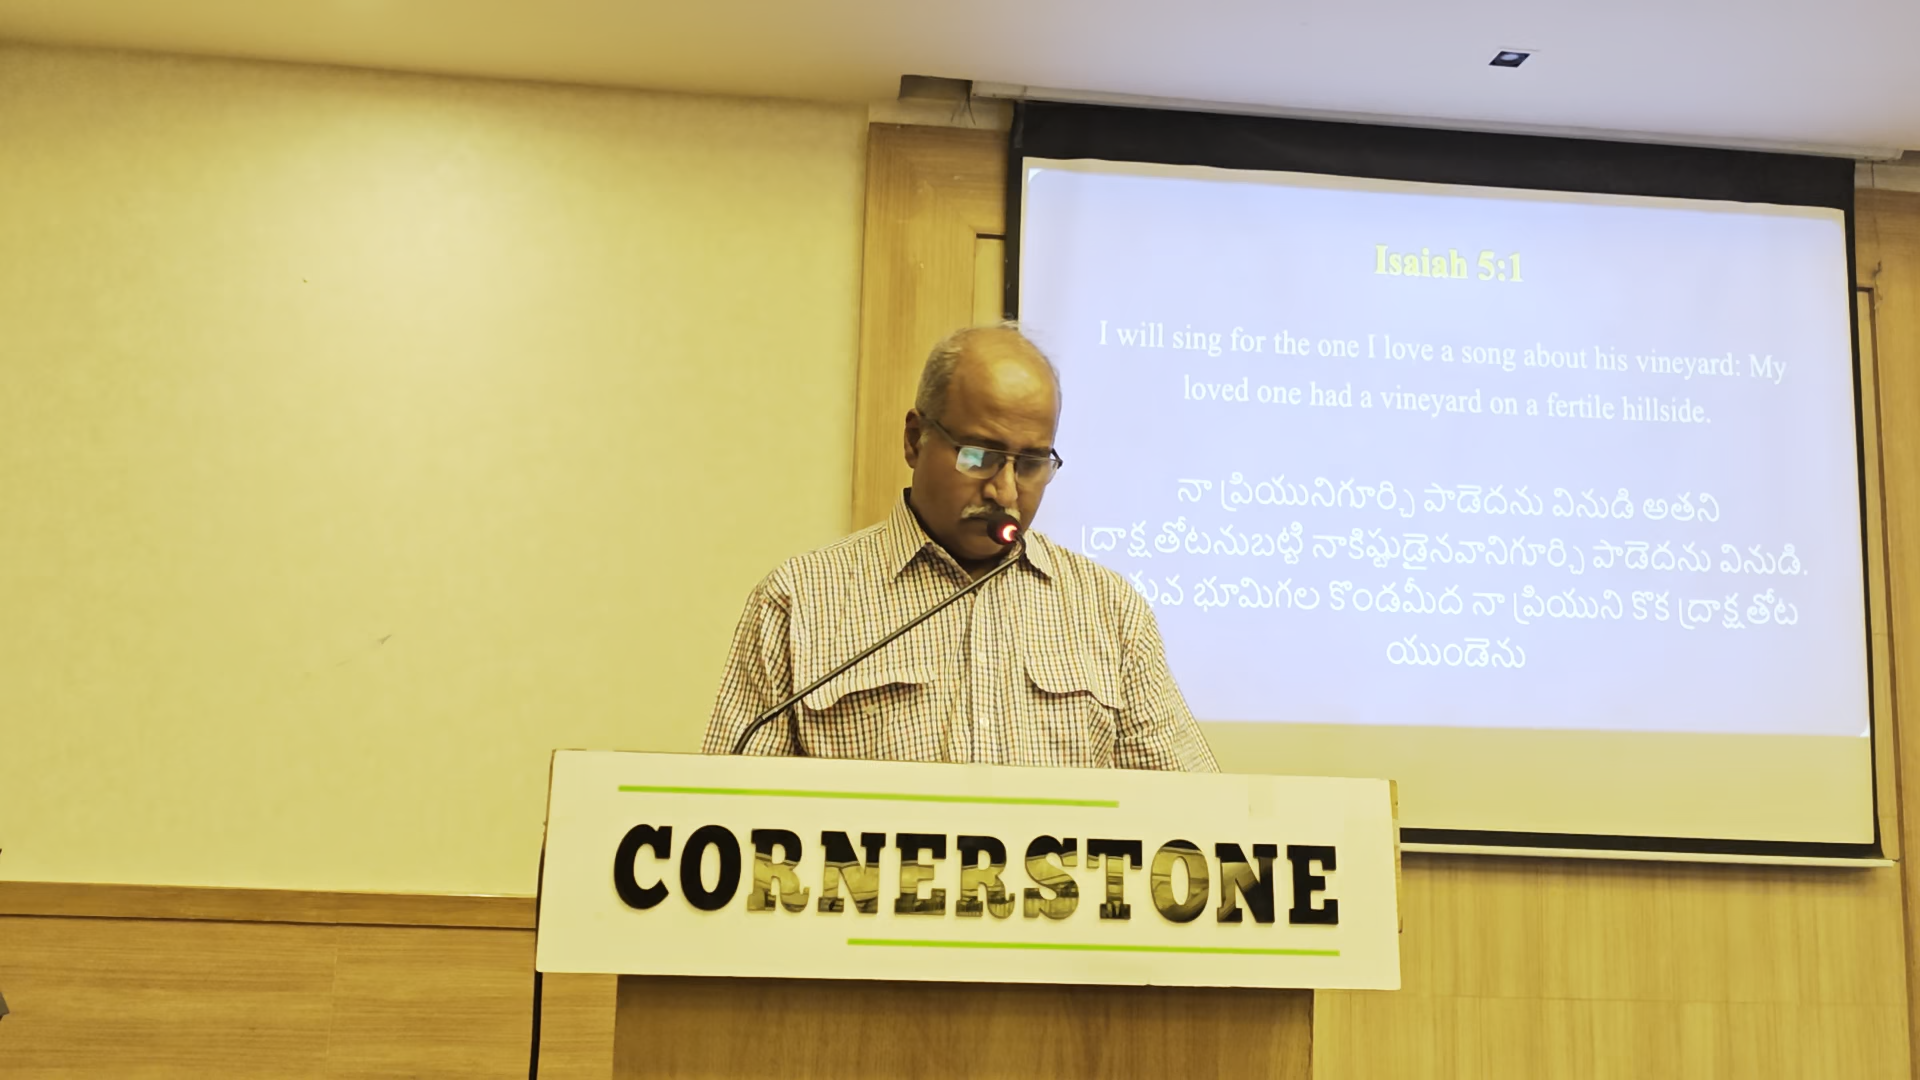 Isaiah 5:1
I will sing for the one I love a song about his vineyard: My
loved one had a vineyard on a fertile hillside.
నా ప్రియునిగూర్చి పాడెదను వినుడి అతని
ద్రాక్షతోటనుబట్టి నాకిష్టుడైనవానిగూర్చి పాడెదను వినుడి.
భూమిగల కొండమీద నా ప్రియుని కొక ద్రాక్షతోట
యుండెను
CORNERSTONE